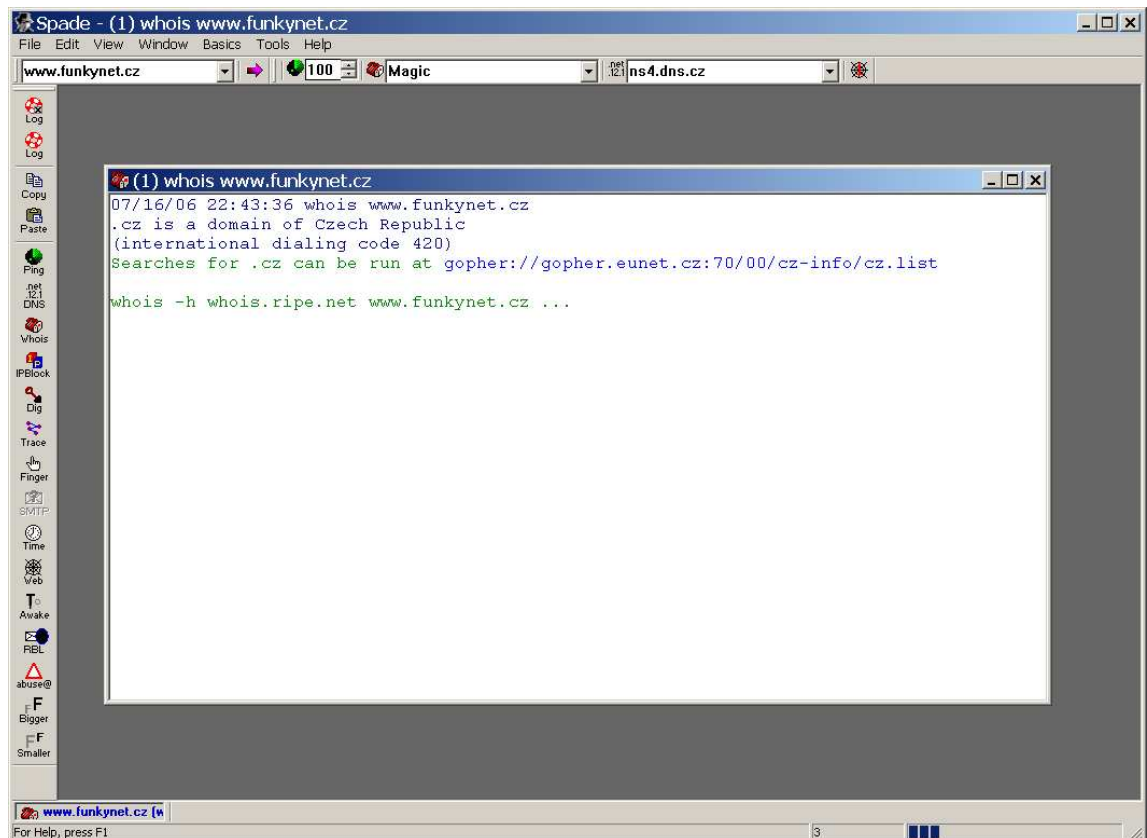 Spade - (1) whois www.funkynet.cz
File Edit View Window Basics Tools Help
www.funkynet.cz 100 Magic .net .12.1 ns4.dns.cz
Log
Log
Copy
Paste
Ping
.net
.12.1
DNS
Whois
IPBlock
Dig
Trace
Finger
SMTP
Time
Web
Awake
RBL
abuse@
Bigger
Smaller
(1) whois www.funkynet.cz
07/16/06 22:43:36 whois www.funkynet.cz
.cz is a domain of Czech Republic
(international dialing code 420)
Searches for .cz can be run at gopher://gopher.eunet.cz:70/00/cz-info/cz.list
whois -h whois.ripe.net www.funkynet.cz ...
www.funkynet.cz (w
For Help, press F1 3